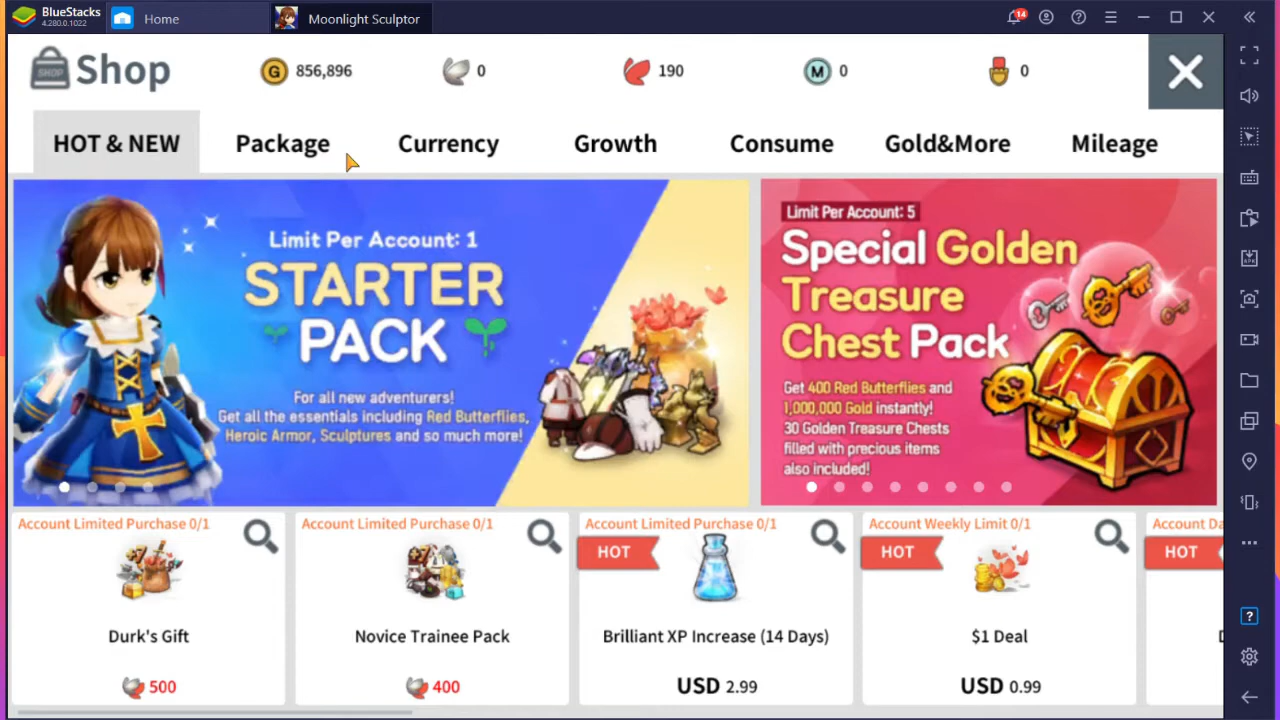 BlueStacks
4.280.0.1022
Home
Moonlight Sculptor
14
SHOP
Shop
G 856,896
0
190
M 0
0
HOT & NEW
Package
Currency
Growth
Consume
Gold&More
Mileage
Limit Per Account: 1
STARTER
PACK
For all new adventurers!
Get all the essentials including Red Butterflies,
Heroic Armor, Sculptures and so much more!
Limit Per Account: 5
Special Golden
Treasure
Chest Pack
Get 400 Red Butterflies and
1,000,000 Gold instantly!
30 Golden Treasure Chests
filled with precious items
also included!
Account Limited Purchase 0/1
Durk's Gift
500
Account Limited Purchase 0/1
Novice Trainee Pack
400
Account Limited Purchase 0/1
HOT
Brilliant XP Increase (14 Days)
USD 2.99
Account Weekly Limit 0/1
HOT
$1 Deal
USD 0.99
Account Da
HOT